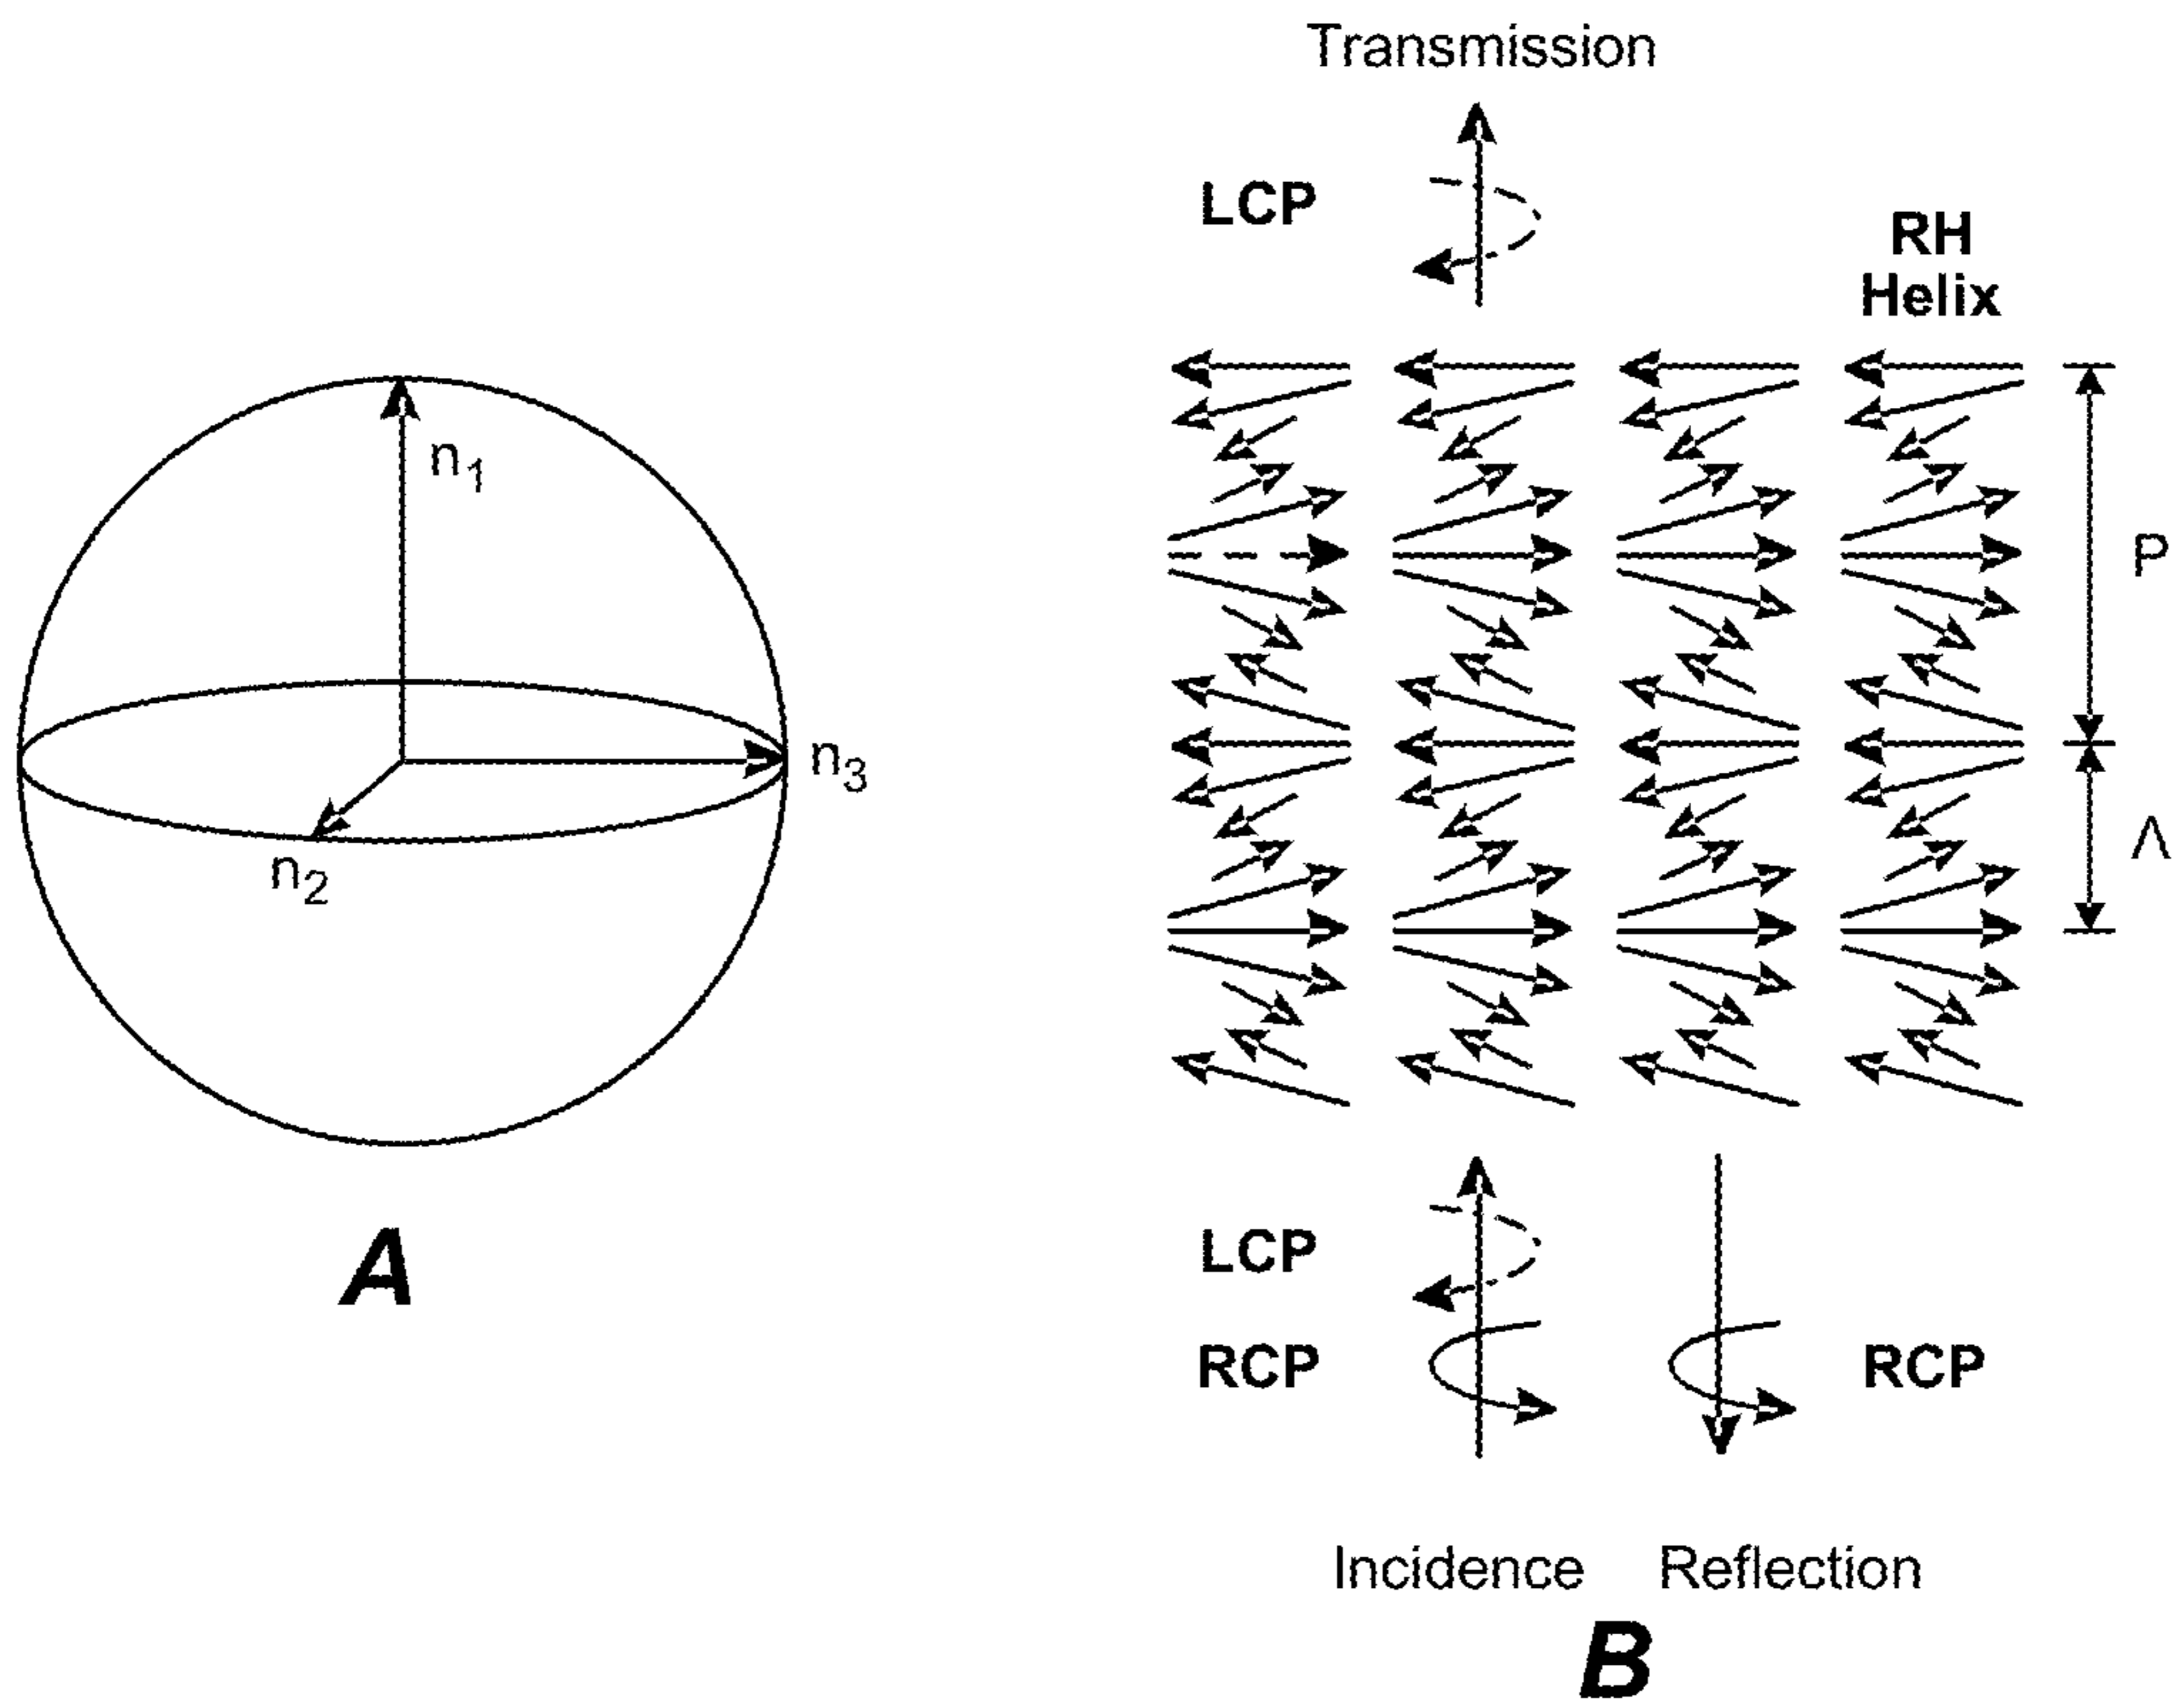 Transmission
LCP
RH
Helix
n1
n3
n2
P
Λ
LCP
RCP
RCP
A
Incidence
Reflection
B